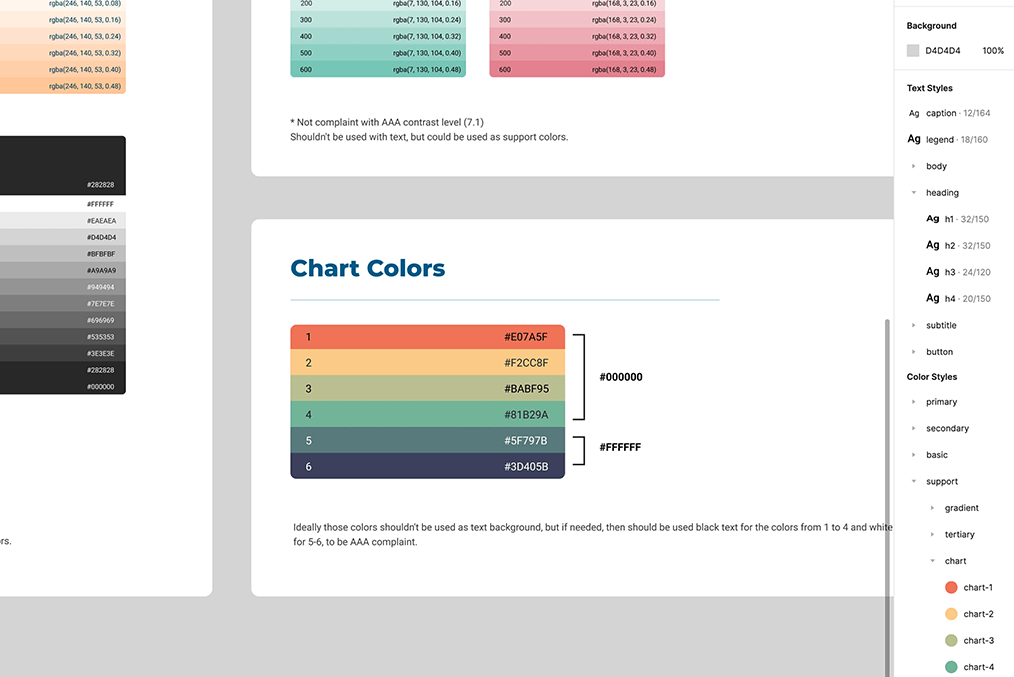 rgba(246, 140, 53, 0.08)
rgba(246, 140, 53, 0.16)
rgba(246, 140, 53, 0.24)
rgba(246, 140, 53, 0.32)
rgba(246, 140, 53, 0.40)
rgba(246, 140, 53, 0.48)
200 rgba(7, 130, 104, 0.16)
300 rgba(7, 130, 104, 0.24)
400 rgba(7, 130, 104, 0.32)
500 rgba(7, 130, 104, 0.40)
600 rgba(7, 130, 104, 0.48)
200 rgba(168, 3, 23, 0.16)
300 rgba(168, 3, 23, 0.24)
400 rgba(168, 3, 23, 0.32)
500 rgba(168, 3, 23, 0.40)
600 rgba(168, 3, 23, 0.48)
* Not complaint with AAA contrast level (7.1)
Shouldn't be used with text, but could be used as support colors.
#282828
#FFFFFF
#EAEAEA
#D4D4D4
#BFBFBF
#A9A9A9
#949494
#7E7E7E
#696969
#535353
#3E3E3E
#282828
#000000
rs.
Chart Colors
1 #E07A5F
2 #F2CC8F
3 #BABF95
4 #81B29A
5 #5F797B
6 #3D405B
#000000
#FFFFFF
Ideally those colors shouldn't be used as text background, but if needed, then should be used black text for the colors from 1 to 4 and white
for 5-6, to be AAA complaint.
Background
D4D4D4 100%
Text Styles
Ag caption · 12/164
Ag legend · 18/160
body
heading
Ag h1 · 32/150
Ag h2 · 32/150
Ag h3 · 24/120
Ag h4 · 20/150
subtitle
button
Color Styles
primary
secondary
basic
support
gradient
tertiary
chart
chart-1
chart-2
chart-3
chart-4